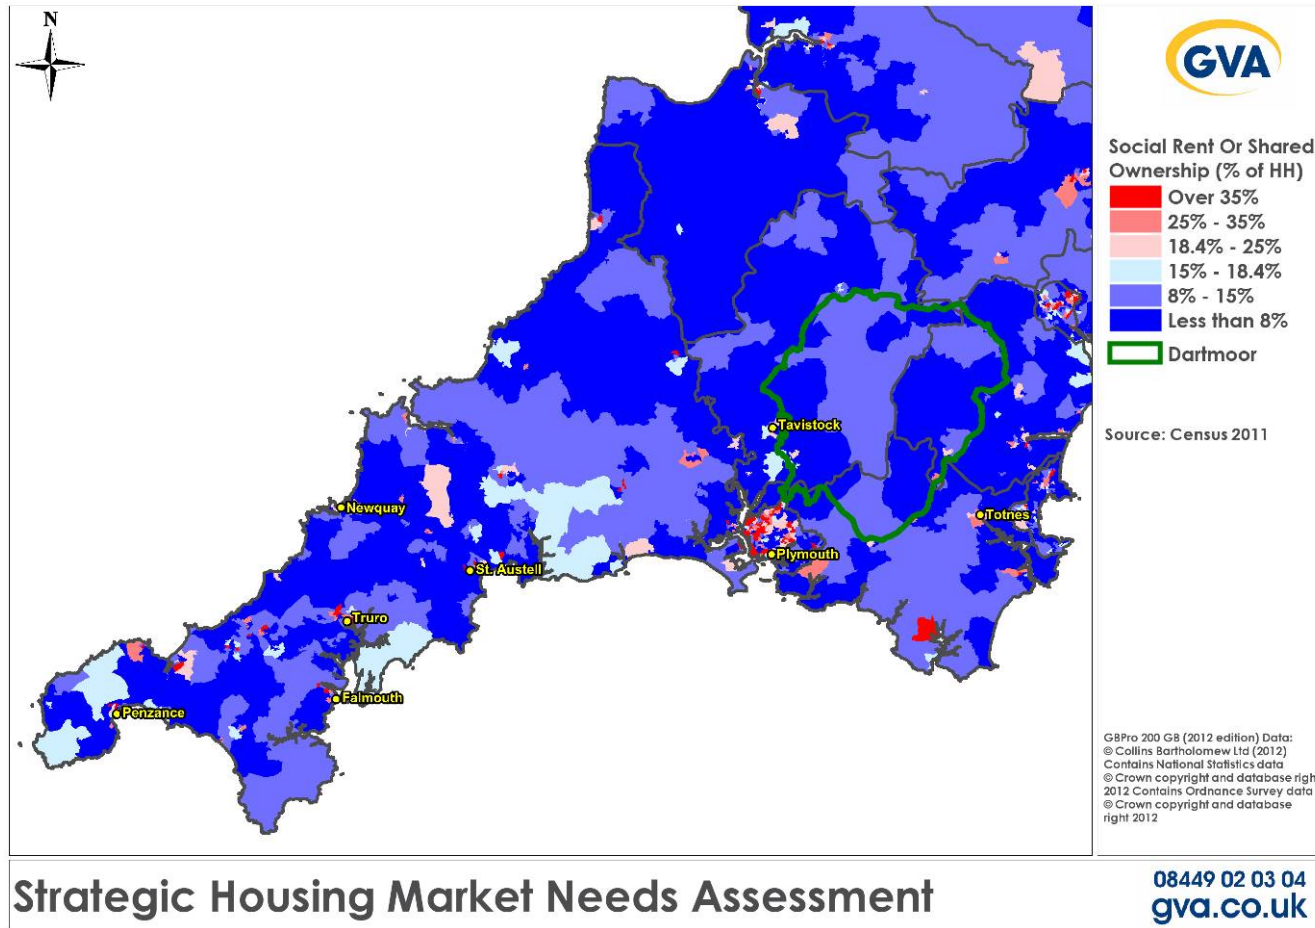 N
GVA
Social Rent Or Shared
Ownership (% of HH)
Over 35%
25% - 35%
18.4% - 25%
15% - 18.4%
8% - 15%
Less than 8%
Dartmoor
Source: Census 2011
Tavistock
Newquay
Totnes
Plymouth
St. Austell
Truro
Falmouth
Penzance
GBPro 200 GB (2012 edition) Data:
© Collins Bartholomew Ltd (2012)
Contains National Statistics data
© Crown copyright and database righ
2012 Contains Ordnance Survey data
© Crown copyright and database
right 2012
Strategic Housing Market Needs Assessment
08449 02 03 04
gva.co.uk